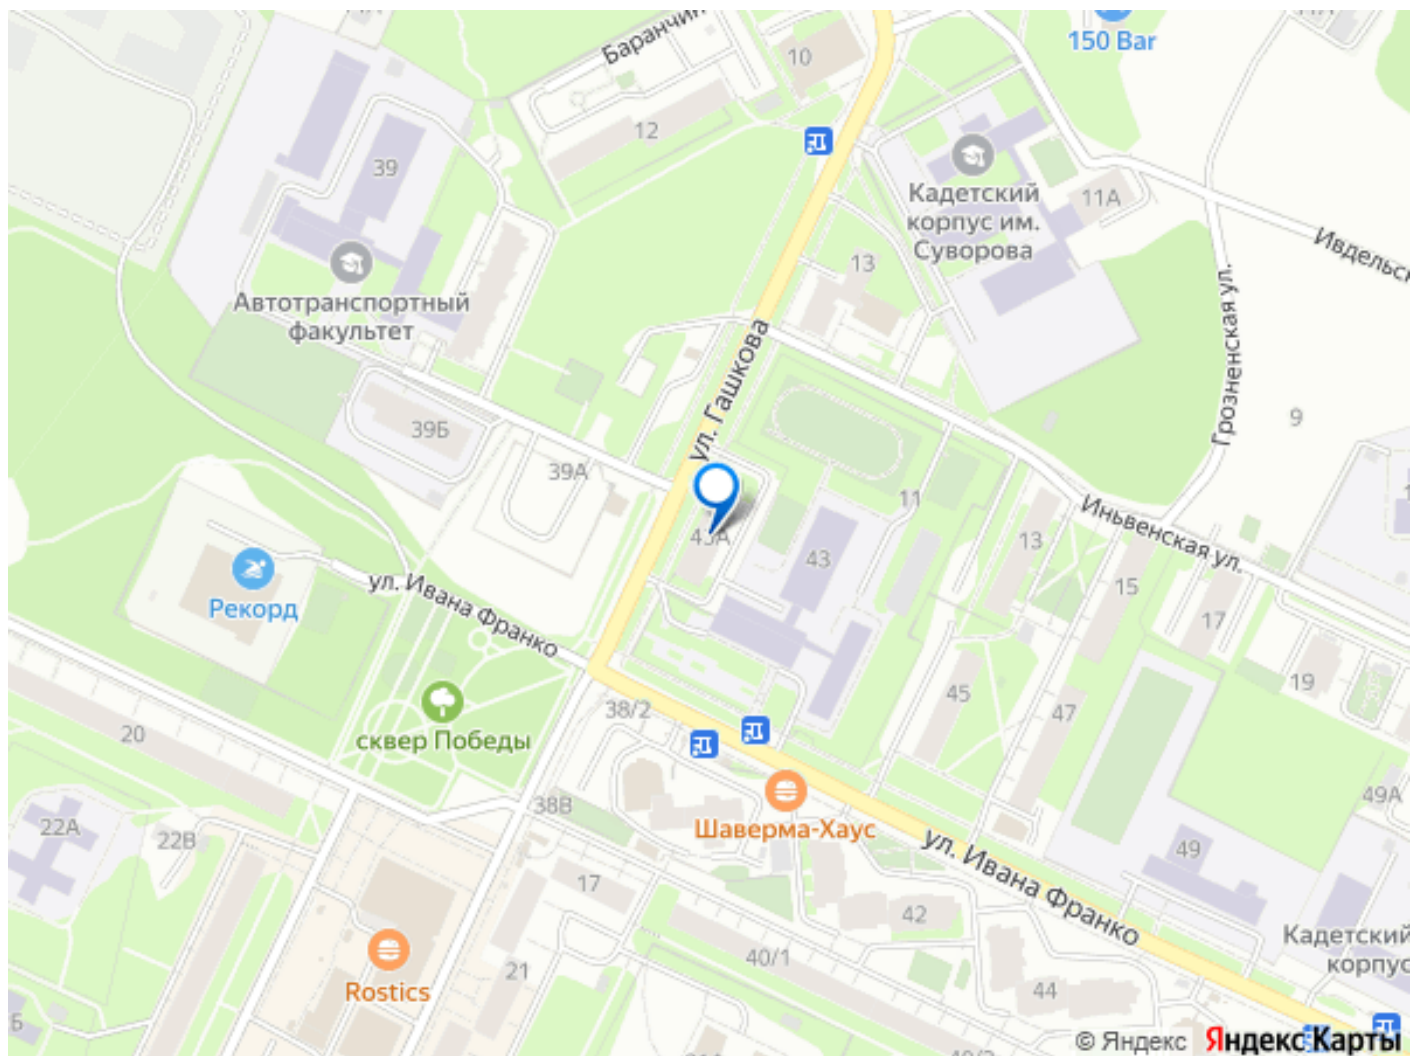 150 Bar
Баранчин
10
12
39
Кадетский
корпус им.
Суворова
11А
Ивдельск
13
Автотранспортный
факультет
ул. Гашкова
Грозненская ул.
9
39Б
39А
11
Иньвенская ул.
43А
43
13
15
17
19
Рекорд
ул. Ивана Франко
45
47
38/2
20
сквер Победы
49А
38В
Шаверма-Хаус
22А
22В
ул. Ивана Франко
49
17
42
Кадетский
корпус
40/1
21
Rostics
44
Б
© Яндекс
Яндекс Карты